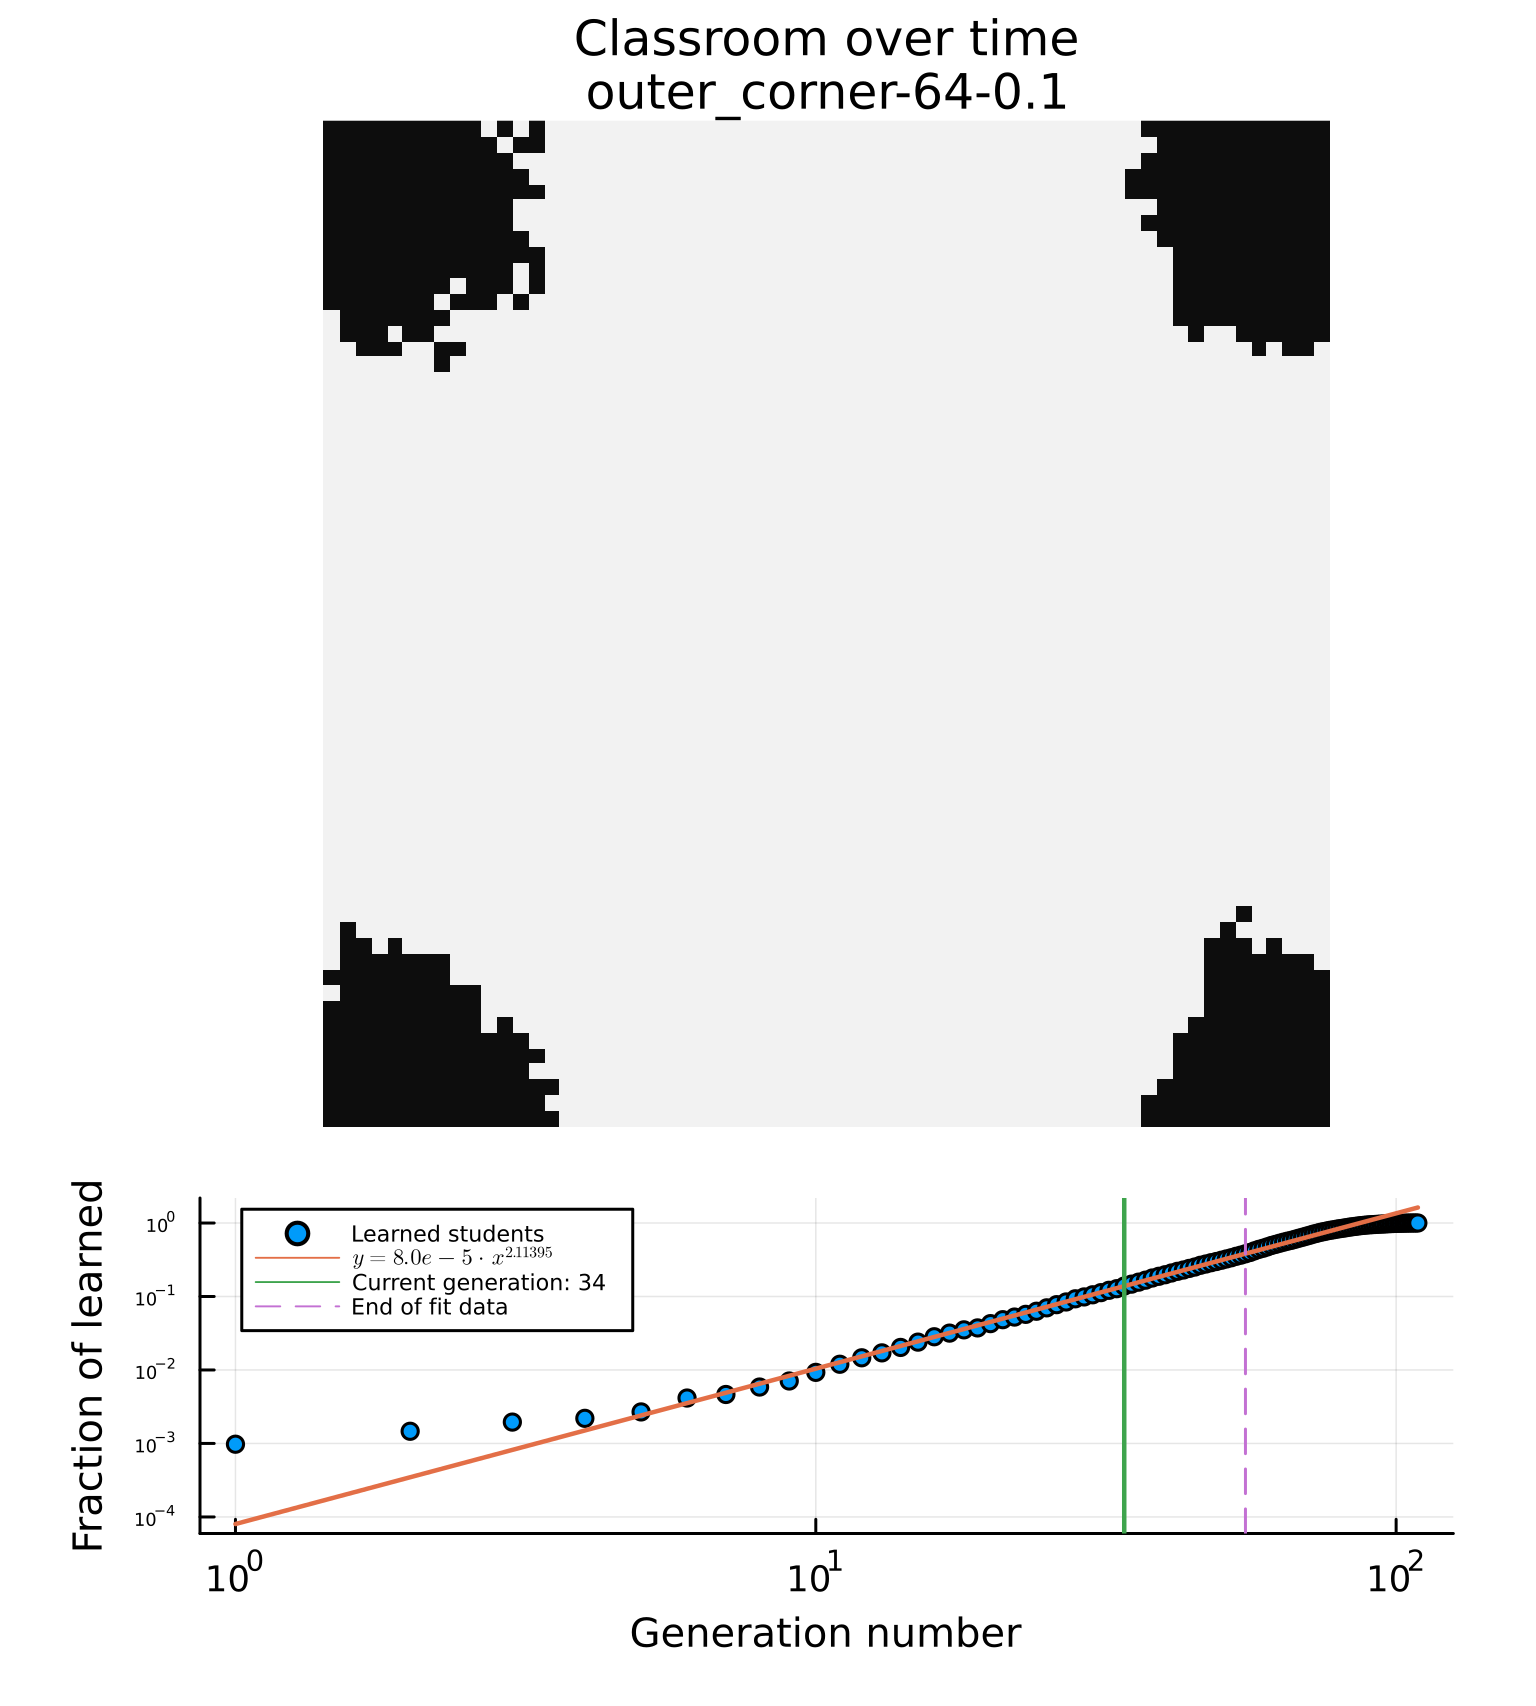 Classroom over time
outer_corner-64-0.1
Fraction of learned
10^0
10^−1
10^−2
10^−3
10^−4
Learned students
y = 8.0e − 5 · x^2.11395
Current generation: 34
End of fit data
10^0 10^1 10^2
Generation number